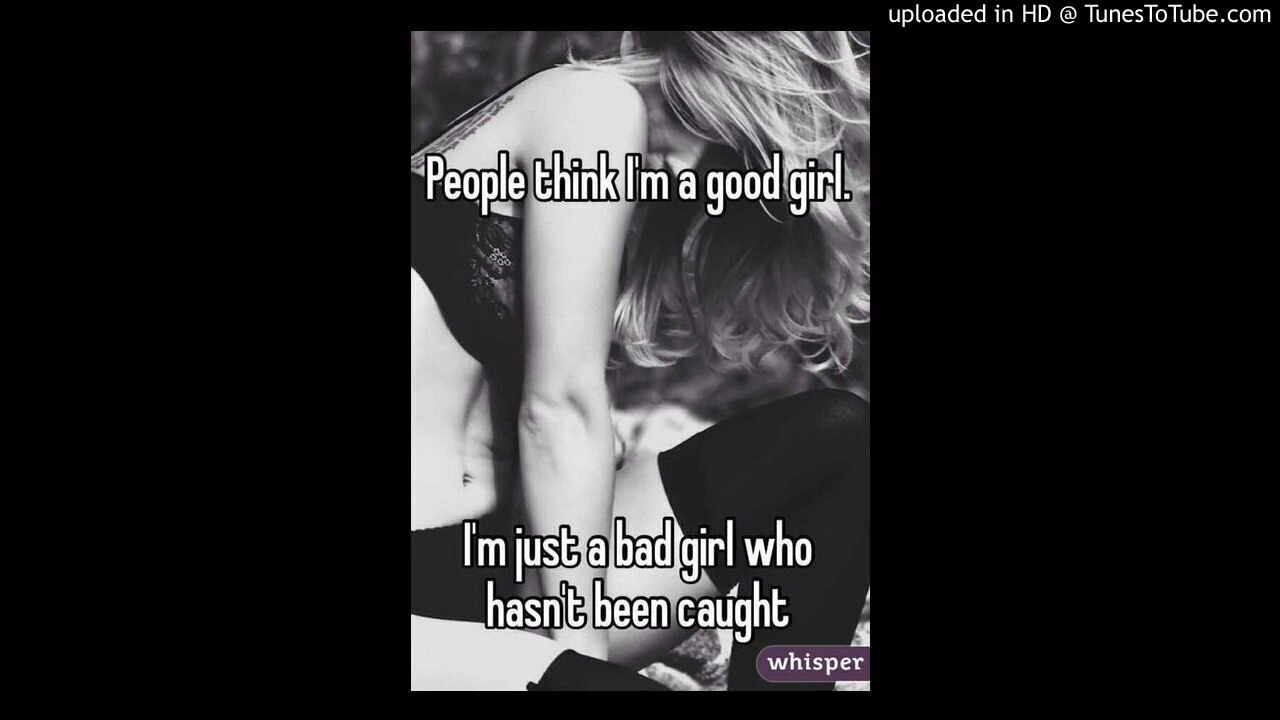 uploaded in HD @ TunesToTube.com
People think I'm a good girl.
I'm just a bad girl who
hasn't been caught
whisper